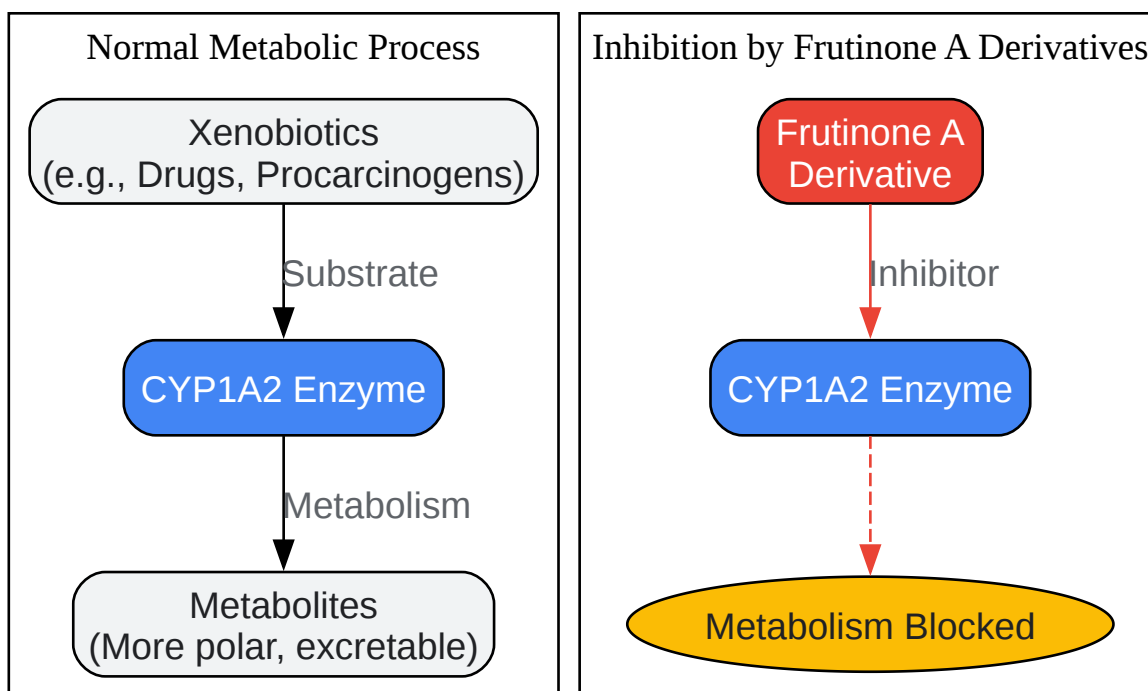 Normal Metabolic Process
Xenobiotics
(e.g., Drugs, Procarcinogens)
Substrate
CYP1A2 Enzyme
Metabolism
Metabolites
(More polar, excretable)
Inhibition by Frutinone A Derivatives
Frutinone A
Derivative
Inhibitor
CYP1A2 Enzyme
Metabolism Blocked